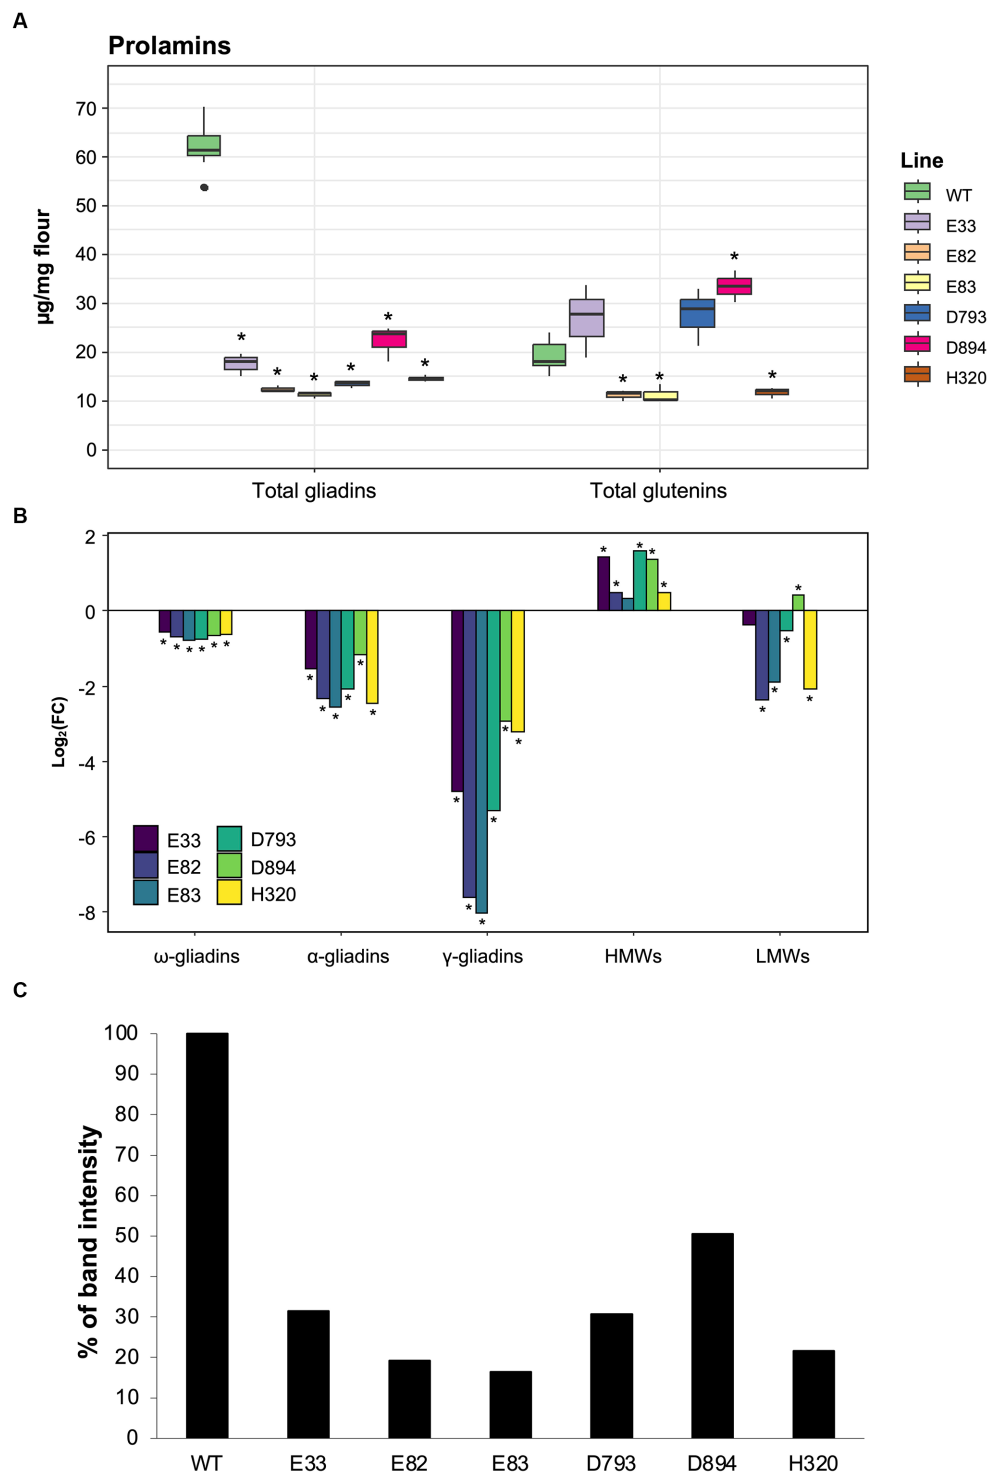 A
Prolamins
µg/mg flour
70
60
50
40
30
20
10
0
* * * * * *
* * * *
Total gliadins Total glutenins
Line
WT
E33
E82
E83
D793
D894
H320
B
Log₂(FC)
2
0
-2
-4
-6
-8
* * * * * *
* * * * * *
* * * * * *
* * * * *
* * * * *
E33 D793
E82 D894
E83 H320
ω-gliadins α-gliadins γ-gliadins HMWs LMWs
C
% of band intensity
100
90
80
70
60
50
40
30
20
10
0
WT E33 E82 E83 D793 D894 H320